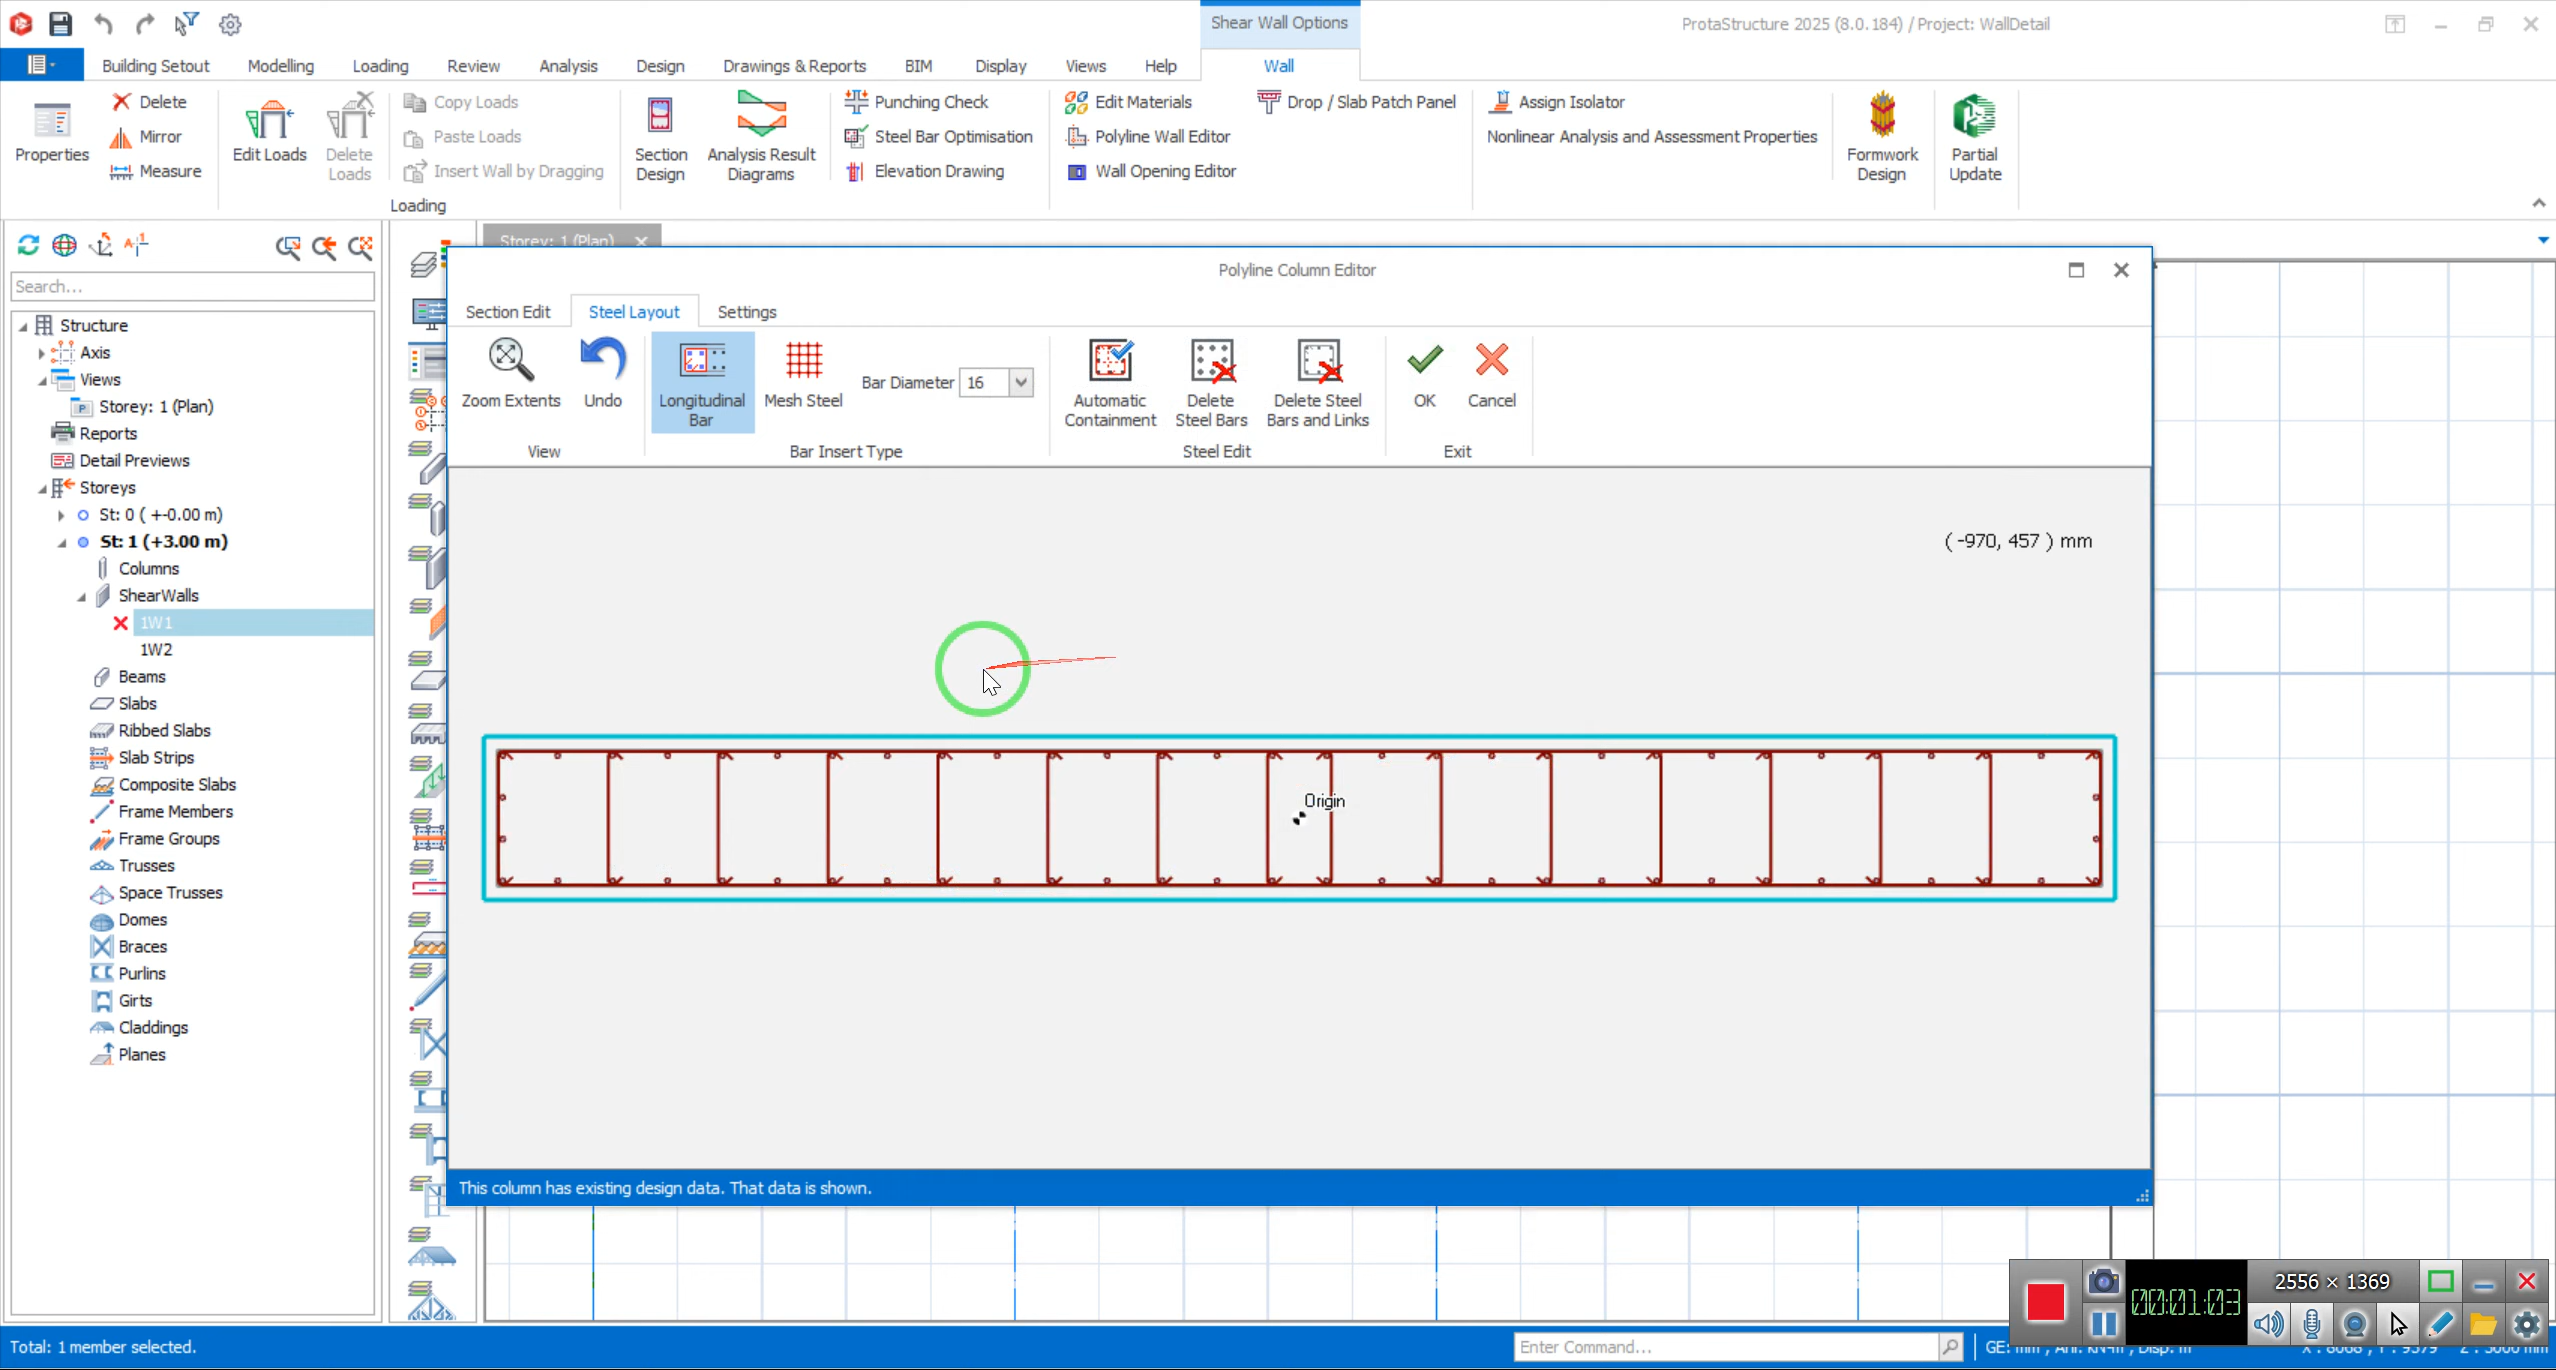 Shear Wall Options
ProtaStructure 2025 (8.0.184) / Project: WallDetail
Building Setout Modelling Loading Review Analysis Design Drawings & Reports BIM Display Views Help Wall
Properties
Delete
Mirror
Measure
Edit Loads
Delete Loads
Copy Loads
Paste Loads
Insert Wall by Dragging
Loading
Section Design
Analysis Result Diagrams
Punching Check
Steel Bar Optimisation
Elevation Drawing
Edit Materials
Polyline Wall Editor
Wall Opening Editor
Drop / Slab Patch Panel
Assign Isolator
Nonlinear Analysis and Assessment Properties
Formwork Design
Partial Update
Search...
Structure
Axis
Views
Storey: 1 (Plan)
Reports
Detail Previews
Storeys
St: 0 ( +-0.00 m)
St: 1 (+3.00 m)
Columns
ShearWalls
1W1
1W2
Beams
Slabs
Ribbed Slabs
Slab Strips
Composite Slabs
Frame Members
Frame Groups
Trusses
Space Trusses
Domes
Braces
Purlins
Girts
Claddings
Planes
Storey: 1 (Plan)
Polyline Column Editor
Section Edit Steel Layout Settings
Zoom Extents
Undo
View
Longitudinal Bar
Mesh Steel
Bar Diameter 16
Bar Insert Type
Automatic Containment
Delete Steel Bars
Delete Steel Bars and Links
Steel Edit
OK
Cancel
Exit
( -970, 457 ) mm
Origin
This column has existing design data. That data is shown.
00:01:03
2556 × 1369
Total: 1 member selected.
Enter Command...